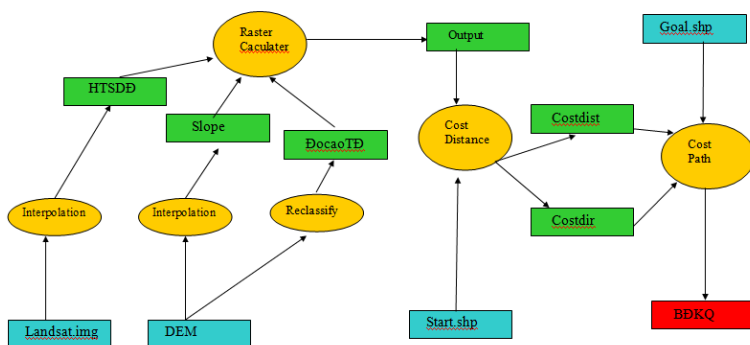 Raster
Caculater
Output
Goal.shp
HTSDĐ
Slope
ĐocaoTĐ
Cost
Distance
Costdist
Cost
Path
Interpolation
Interpolation
Reclassify
Costdir
Landsat.img
DEM
Start.shp
BĐKQ